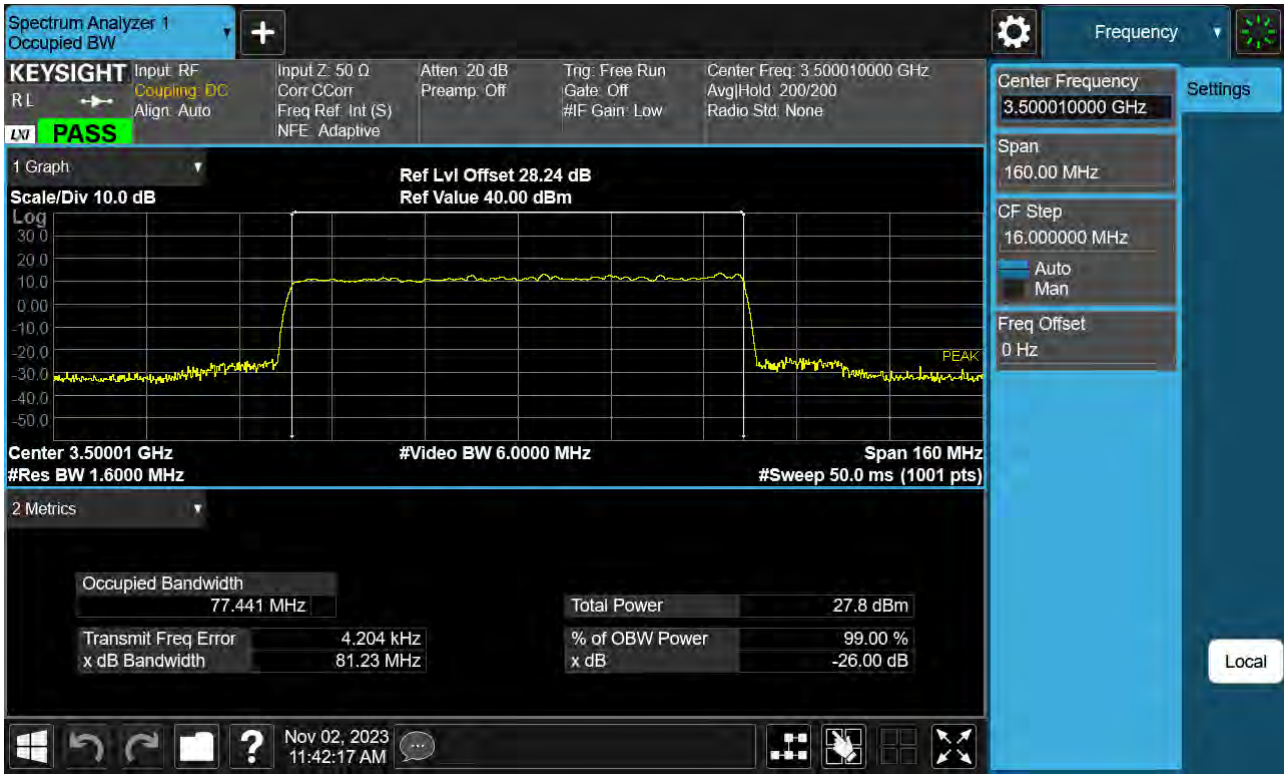 Spectrum Analyzer 1
Occupied BW
+
Frequency
KEYSIGHT
Input: RF
Input Z: 50 Ω
Atten: 20 dB
Trig: Free Run
Center Freq: 3.500010000 GHz
RL
Coupling: DC
Corr CCorr
Preamp: Off
Gate: Off
Avg|Hold: 200/200
Align: Auto
Freq Ref: Int (S)
#IF Gain: Low
Radio Std: None
LXI
PASS
NFE: Adaptive
Center Frequency
3.500010000 GHz
Settings
Span
160.00 MHz
CF Step
16.000000 MHz
Auto
Man
Freq Offset
0 Hz
Local
1 Graph
Ref Lvl Offset 28.24 dB
Scale/Div 10.0 dB
Ref Value 40.00 dBm
Log
30.0
20.0
10.0
0.00
-10.0
-20.0
-30.0
-40.0
-50.0
PEAK
Center 3.50001 GHz
#Video BW 6.0000 MHz
Span 160 MHz
#Res BW 1.6000 MHz
#Sweep 50.0 ms (1001 pts)
2 Metrics
Occupied Bandwidth
77.441 MHz
Total Power
27.8 dBm
Transmit Freq Error
4.204 kHz
% of OBW Power
99.00 %
x dB Bandwidth
81.23 MHz
x dB
-26.00 dB
?
Nov 02, 2023
11:42:17 AM